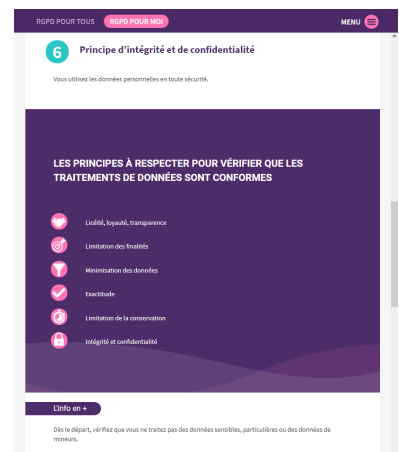 RGPD POUR TOUS RGPD POUR MOI MENU
6 Principe d'intégrité et de confidentialité
Vous utilisez les données personnelles en toute sécurité.
LES PRINCIPES À RESPECTER POUR VÉRIFIER QUE LES
TRAITEMENTS DE DONNÉES SONT CONFORMES
Licéité, loyauté, transparence
Limitation des finalités
Minimisation des données
Exactitude
Limitation de la conservation
Intégrité et confidentialité
L'info en +
Dès le départ, vérifiez que vous ne traitez pas des données sensibles, particulières ou des données de
mineurs.